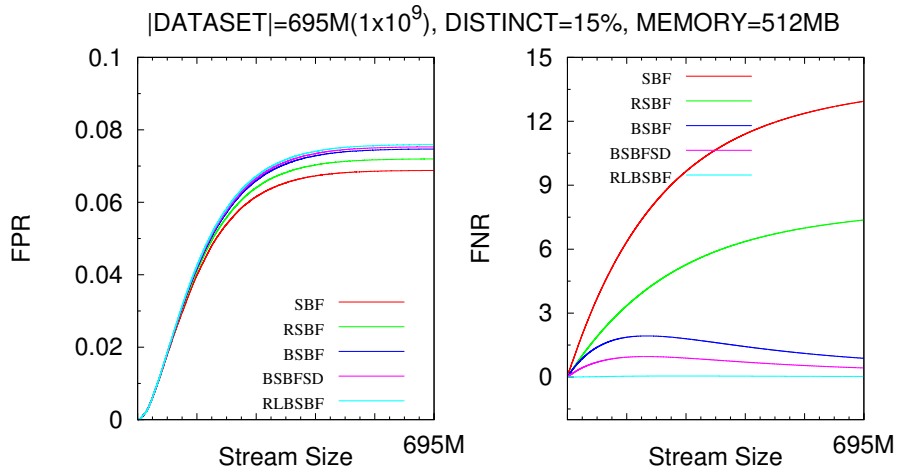 |DATASET|=695M(1x10⁹), DISTINCT=15%, MEMORY=512MB
FPR
0.1
0.08
0.06
0.04
0.02
0
SBF
RSBF
BSBF
BSBFSD
RLBSBF
695M
Stream Size
FNR
15
12
9
6
3
0
SBF
RSBF
BSBF
BSBFSD
RLBSBF
695M
Stream Size